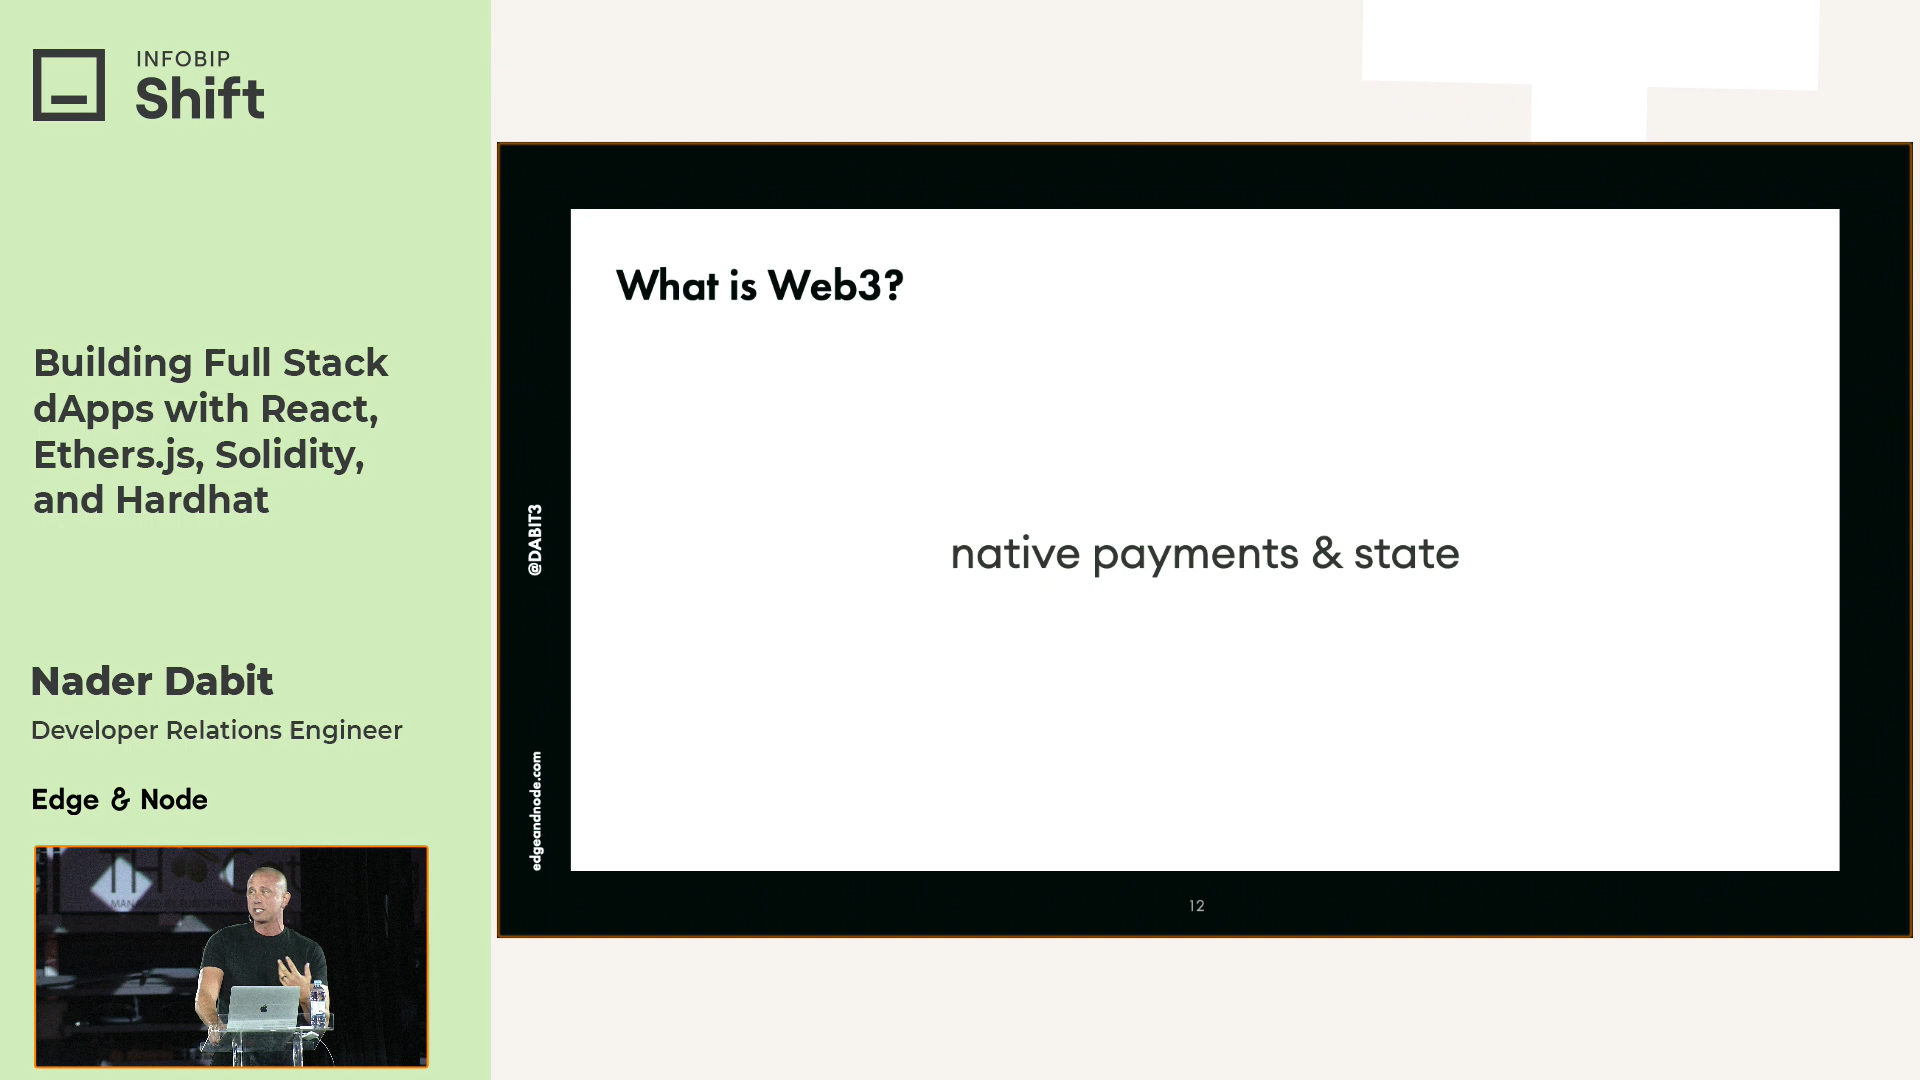 INFOBIP
Shift
Building Full Stack
dApps with React,
Ethers.js, Solidity,
and Hardhat
Nader Dabit
Developer Relations Engineer
Edge & Node
What is Web3?
native payments & state
@DABIT3
edgeandnode.com
12